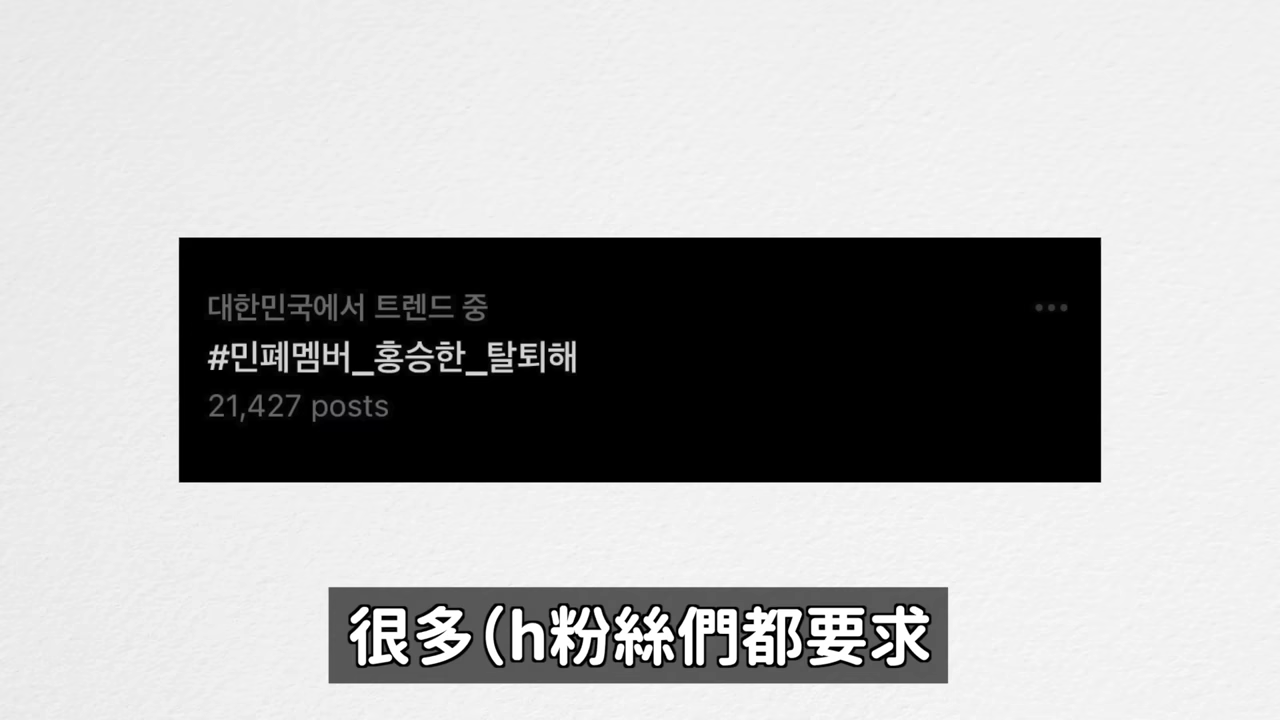 대한민국에서 트렌드 중
#민폐멤버_홍승한_탈퇴해
21,427 posts
很多(h粉絲們都要求